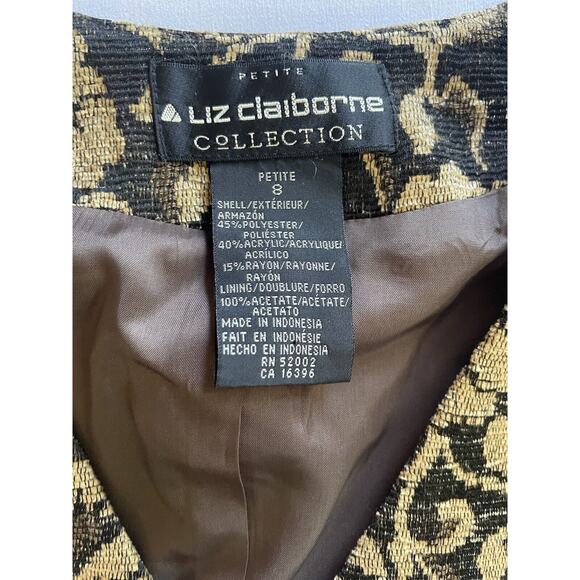 PETITE
LIZ claiborne
COLLECTION
PETITE
8
SHELL/EXTÉRIEUR/
ARMAZÓN
45%POLYESTER/
POLIÉSTER
40%ACRYLIC/ACRYLIQUE/
ACRÍLICO
15%RAYON/RAYONNE/
RAYÓN
LINING/DOUBLURE/FORRO
100%ACETATE/ACÉTATE/
ACETATO
MADE IN INDONESIA
FAIT EN INDONÉSIE
HECHO EN INDONESIA
RN 52002
CA 16396